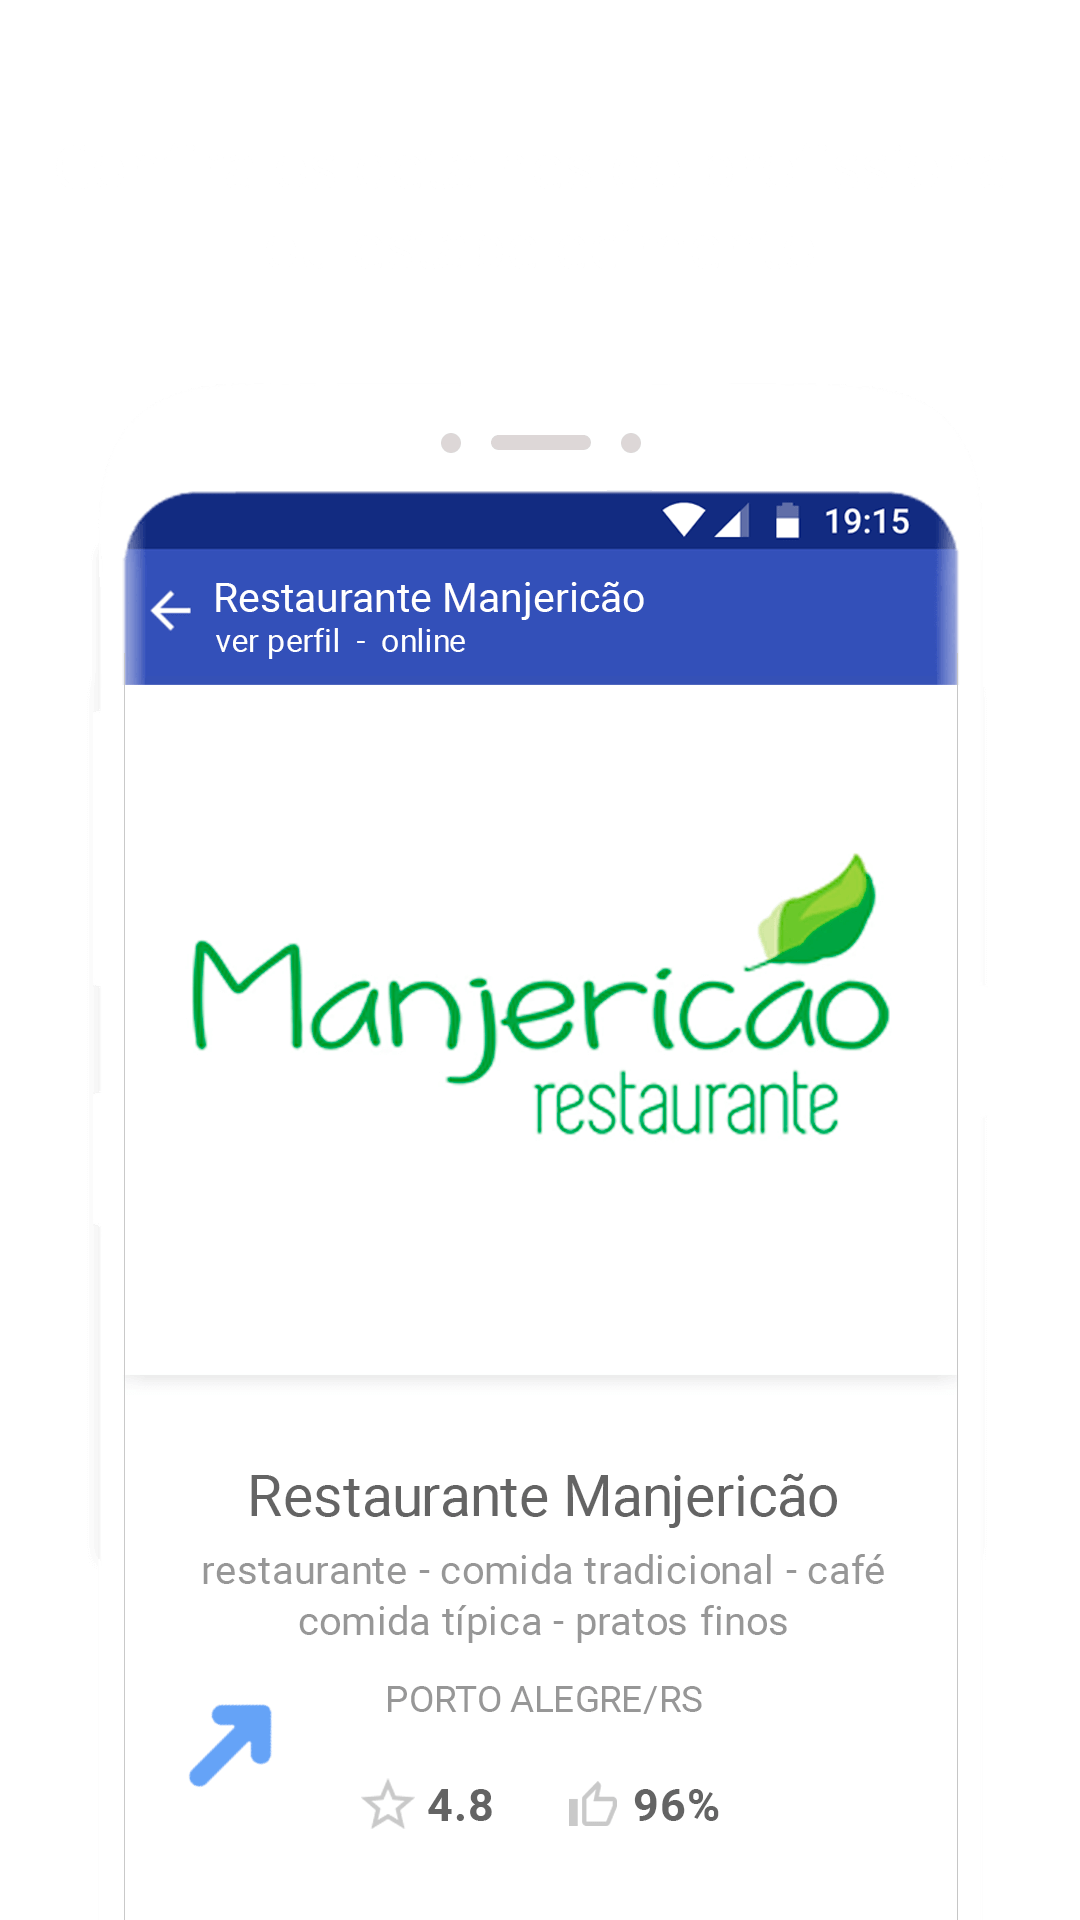 19:15
Restaurante Manjericão
ver perfil - online
Manjericão
restaurante
Restaurante Manjericão
restaurante - comida tradicional - café
comida típica - pratos finos
PORTO ALEGRE/RS
4.8 96%